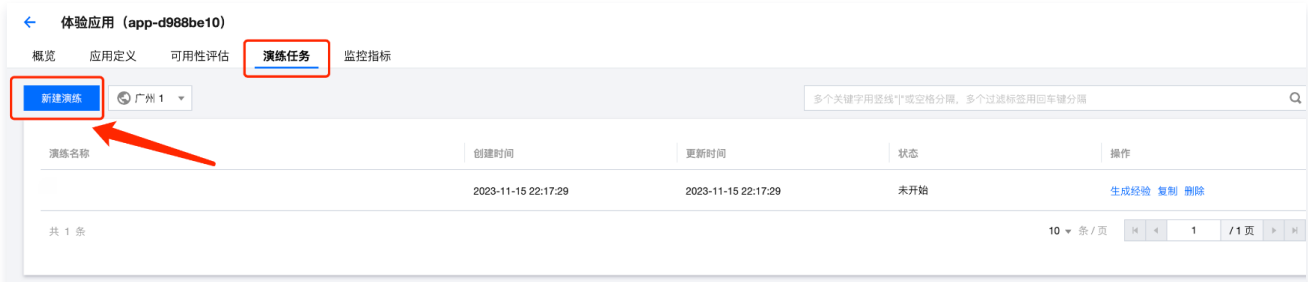 体验应用（app-d988be10）
概览 应用定义 可用性评估 演练任务 监控指标
新建演练 广州 1 多个关键字用竖线"|"或空格分隔，多个过滤标签用回车键分隔
演练名称 创建时间 更新时间 状态 操作
2023-11-15 22:17:29 2023-11-15 22:17:29 未开始 生成经验 复制 删除
共 1 条 10 条 / 页 1 / 1 页